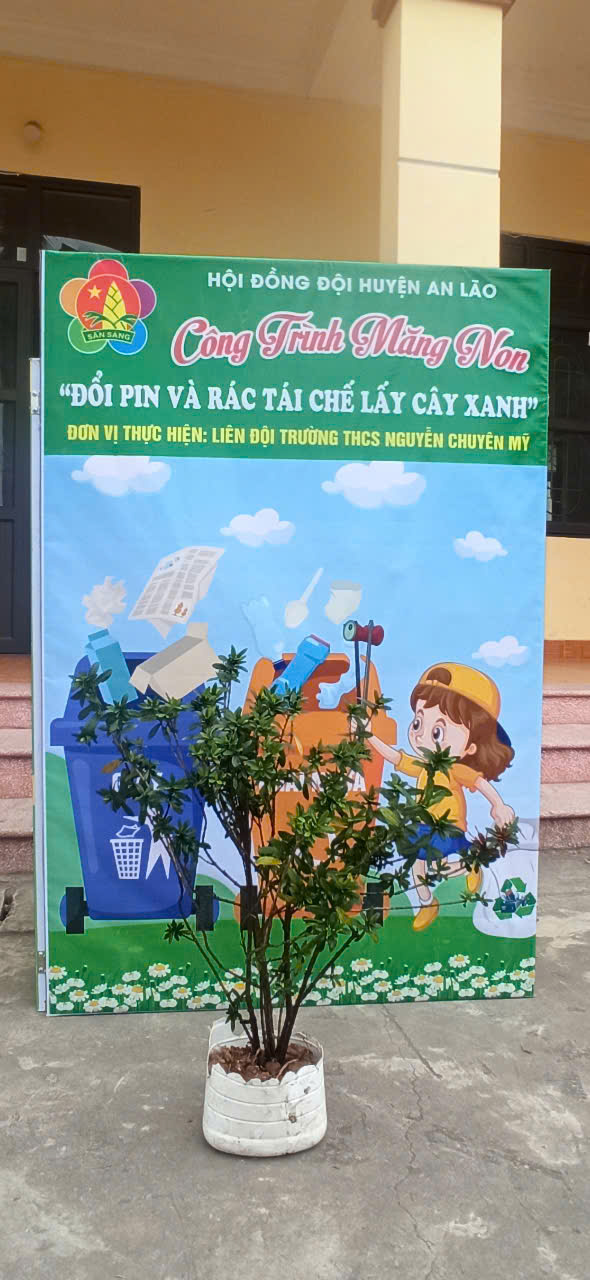 HỘI ĐỒNG ĐỘI HUYỆN AN LÃO
SẴN SÀNG
Công Trình Măng Non
"ĐỔI PIN VÀ RÁC TÁI CHẾ LẤY CÂY XANH"
ĐƠN VỊ THỰC HIỆN: LIÊN ĐỘI TRƯỜNG THCS NGUYỄN CHUYÊN MỸ